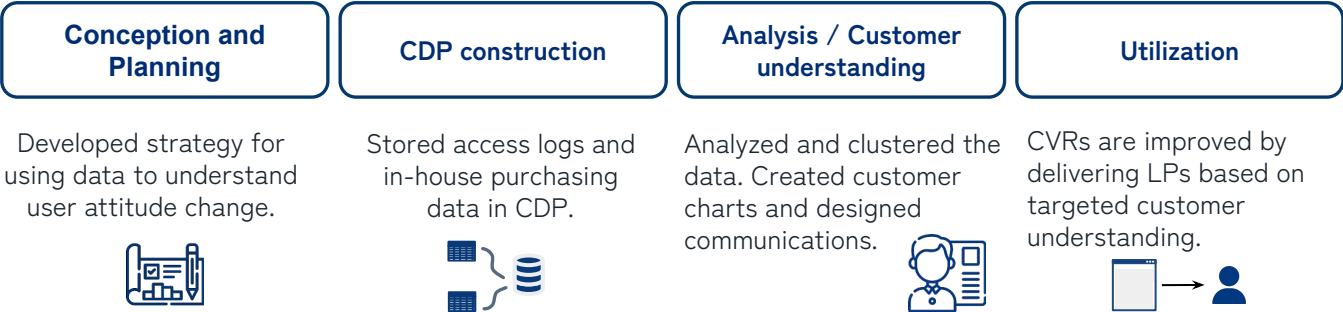 Conception and
Planning
CDP construction
Analysis / Customer
understanding
Utilization
Developed strategy for
using data to understand
user attitude change.
Stored access logs and
in-house purchasing
data in CDP.
Analyzed and clustered the
data. Created customer
charts and designed
communications.
CVRs are improved by
delivering LPs based on
targeted customer
understanding.